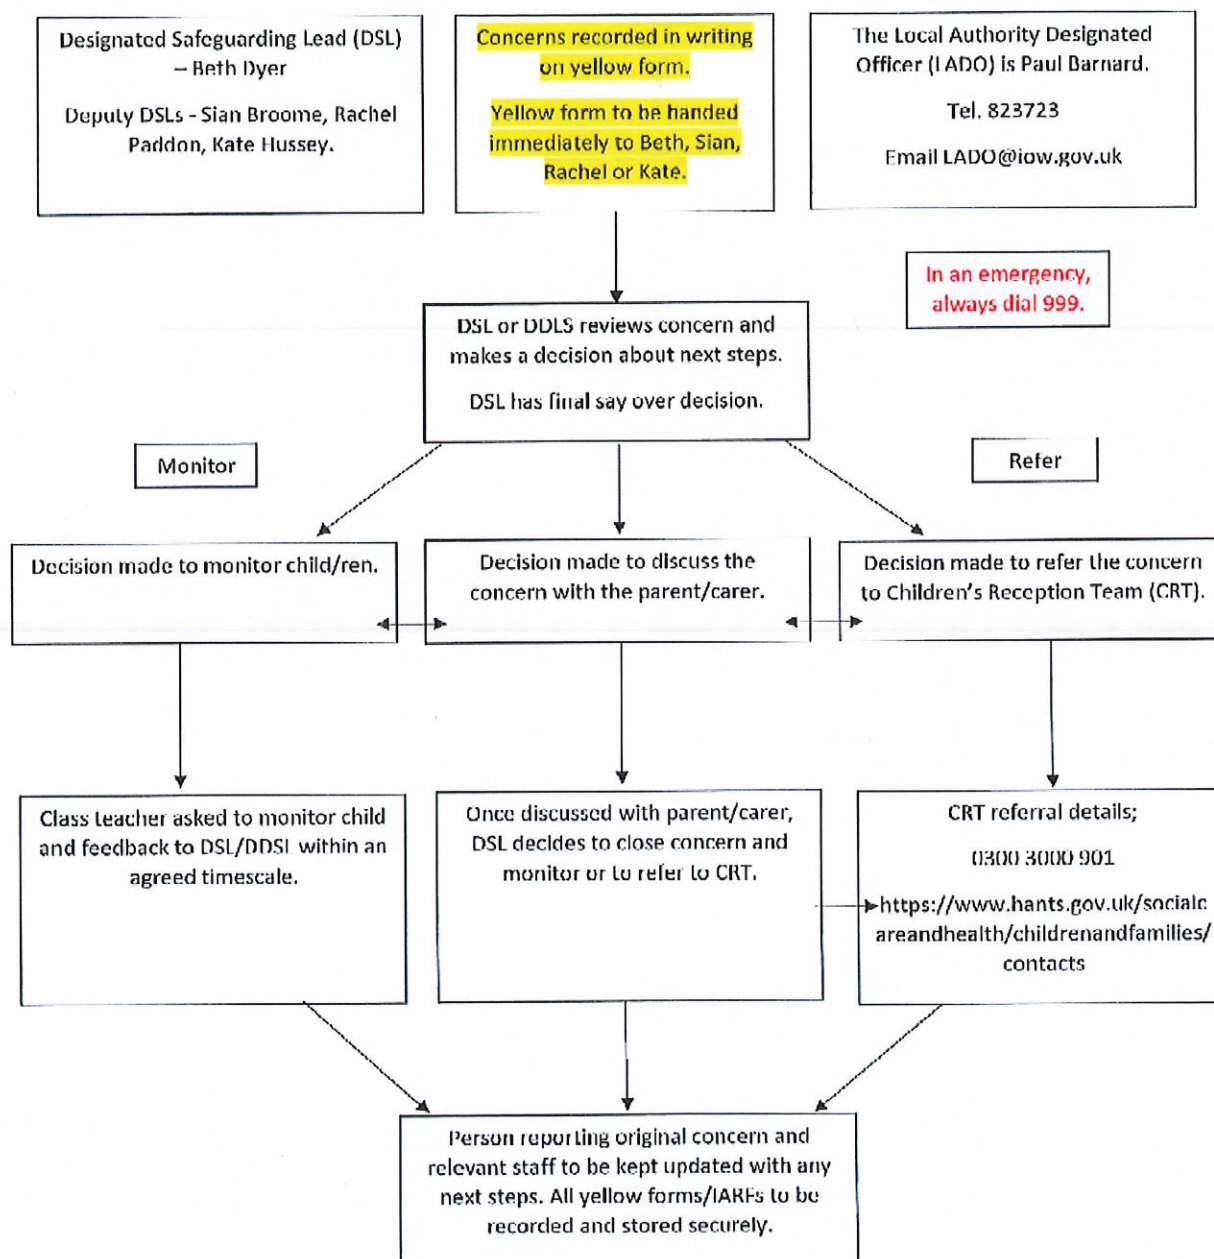 Designated Safeguarding Lead (DSL)
– Beth Dyer
Deputy DSLs - Sian Broome, Rachel
Paddon, Kate Hussey.
Concerns recorded in writing
on yellow form.
Yellow form to be handed
immediately to Beth, Sian,
Rachel or Kate.
The Local Authority Designated
Officer (LADO) is Paul Barnard.
Tel. 823723
Email LADO@iow.gov.uk
In an emergency,
always dial 999.
DSL or DDLS reviews concern and
makes a decision about next steps.
DSL has final say over decision.
Monitor
Refer
Decision made to monitor child/ren.
Decision made to discuss the
concern with the parent/carer.
Decision made to refer the concern
to Children's Reception Team (CRT).
Class teacher asked to monitor child
and feedback to DSL/DDSL within an
agreed timescale.
Once discussed with parent/carer,
DSL decides to close concern and
monitor or to refer to CRT.
CRT referral details;
0300 3000 901
https://www.hants.gov.uk/socialc
areandhealth/childrenandfamilies/
contacts
Person reporting original concern and
relevant staff to be kept updated with any
next steps. All yellow forms/IARFs to be
recorded and stored securely.